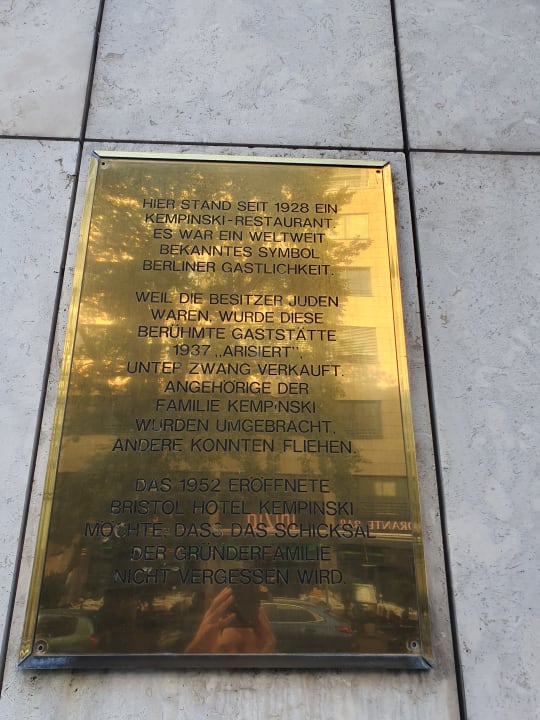 HIER STAND SEIT 1928 EIN
KEMPINSKI-RESTAURANT.
ES WAR EIN WELTWEIT
BEKANNTES SYMBOL
BERLINER GASTLICHKEIT.
WEIL DIE BESITZER JUDEN
WAREN, WURDE DIESE
BERÜHMTE GASTSTÄTTE
1937 „ARISIERT",
UNTER ZWANG VERKAUFT.
ANGEHÖRIGE DER
FAMILIE KEMPINSKI
WURDEN UMGEBRACHT,
ANDERE KONNTEN FLIEHEN.
DAS 1952 ERÖFFNETE
BRISTOL HOTEL KEMPINSKI
MÖCHTE, DASS DAS SCHICKSAL
DER GRÜNDERFAMILIE
NICHT VERGESSEN WIRD.